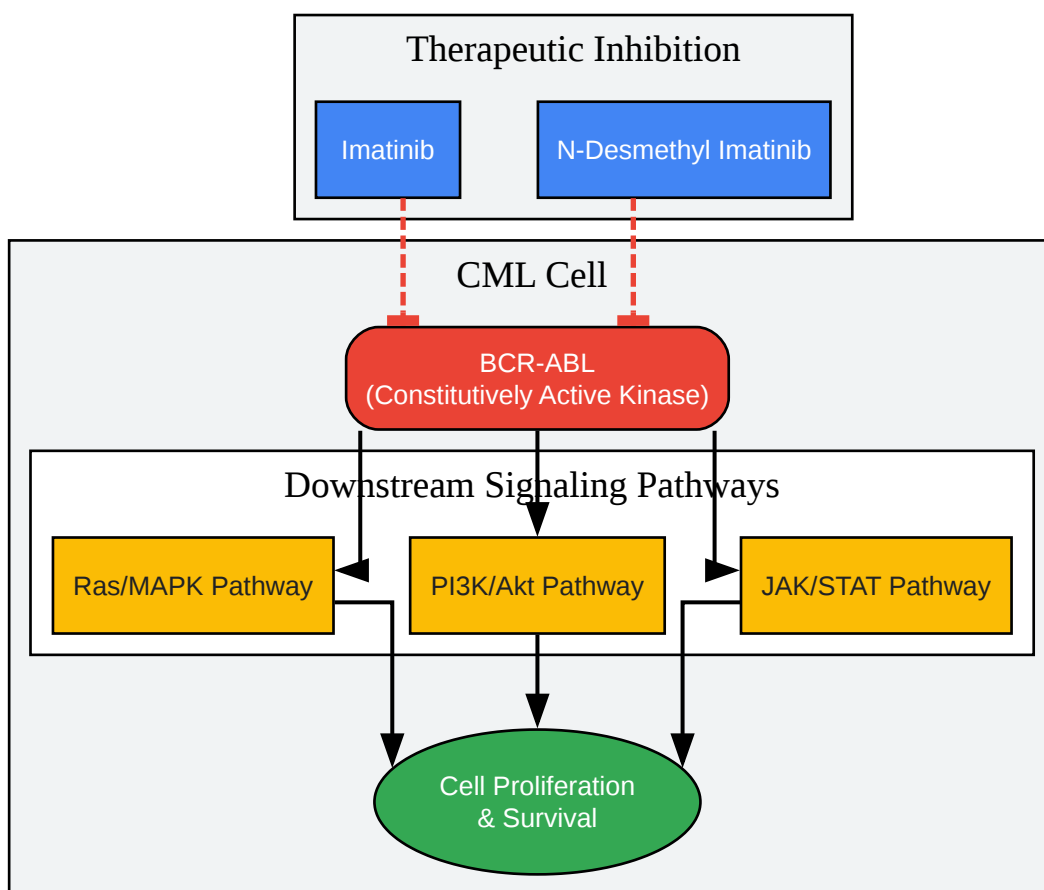 Therapeutic Inhibition
Imatinib
N-Desmethyl Imatinib
CML Cell
BCR-ABL
(Constitutively Active Kinase)
Downstream Signaling Pathways
Ras/MAPK Pathway
PI3K/Akt Pathway
JAK/STAT Pathway
Cell Proliferation
& Survival